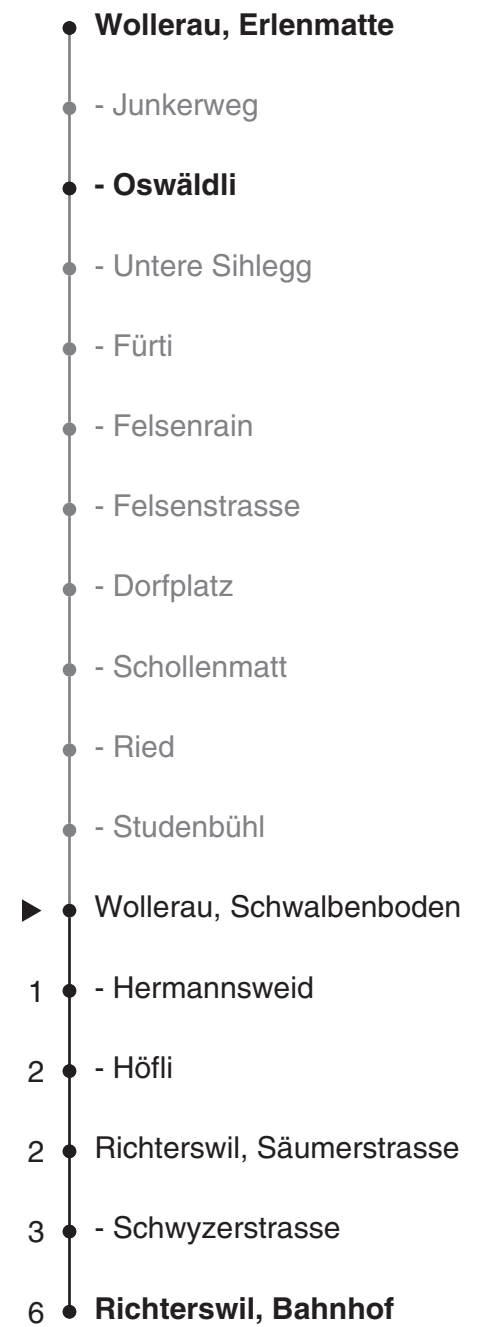 Wollerau, Erlenmatte
- Junkerweg
- Oswäldli
- Untere Sihlegg
- Fürti
- Felsenrain
- Felsenstrasse
- Dorfplatz
- Schollenmatt
- Ried
- Studenbühl
Wollerau, Schwalbenboden
1 - Hermannsweid
2 - Höfli
2 Richterswil, Säumerstrasse
3 - Schwyzerstrasse
6 Richterswil, Bahnhof